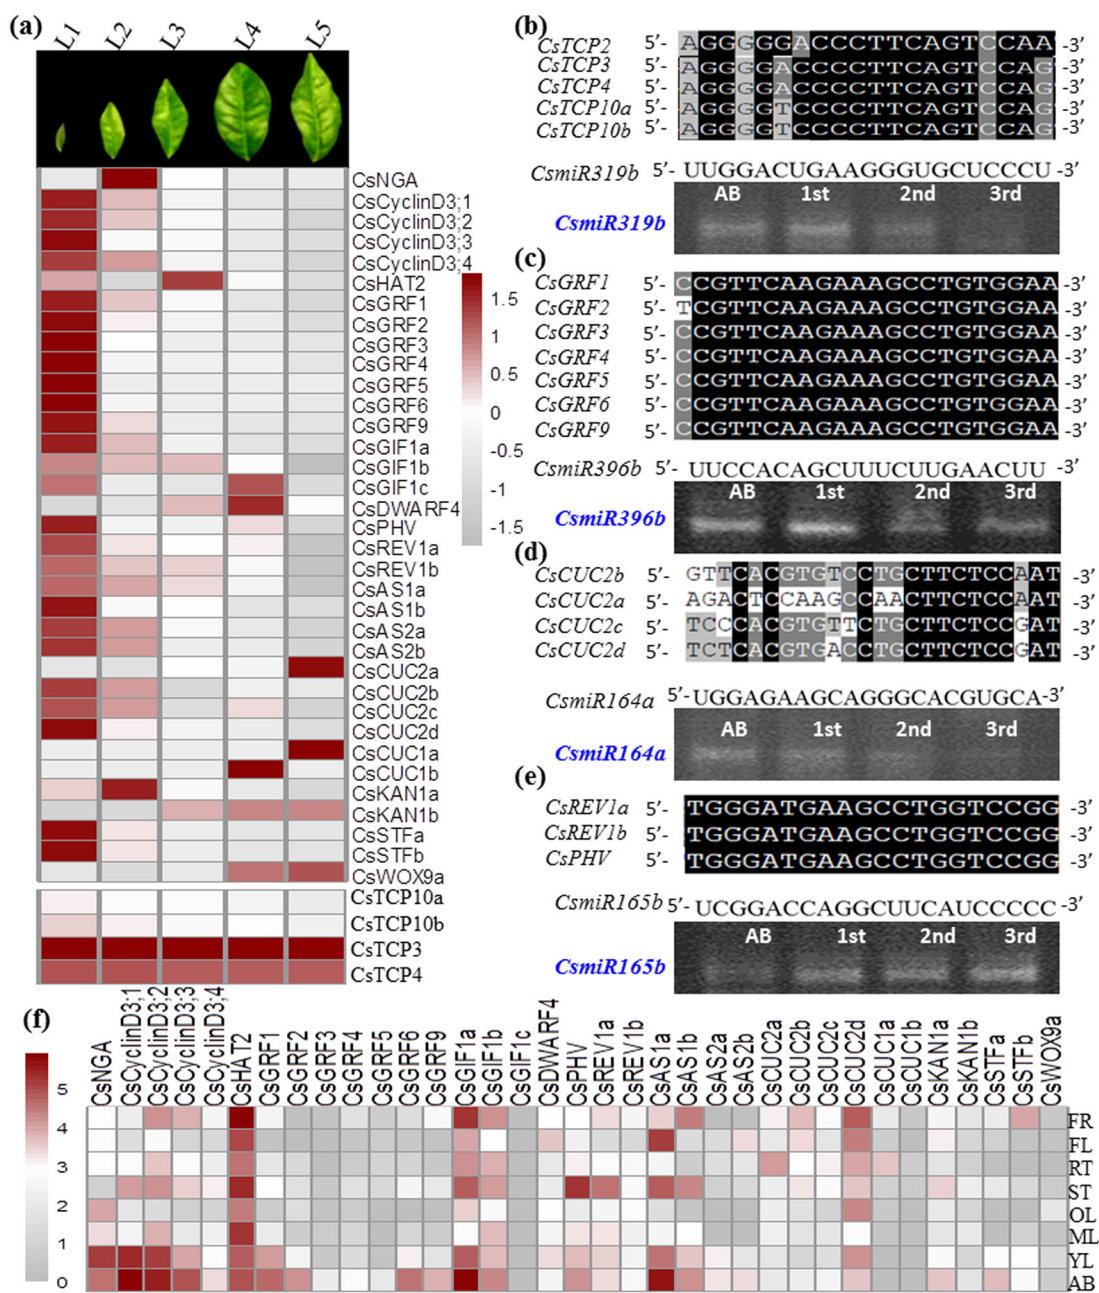 (a)
L1 L2 L3 L4 L5
CsNGA
CsCyclinD3;1
CsCyclinD3;2
CsCyclinD3;3
CsCyclinD3;4
CsHAT2
CsGRF1
CsGRF2
CsGRF3
CsGRF4
CsGRF5
CsGRF6
CsGRF9
CsGIF1a
CsGIF1b
CsGIF1c
CsDWARF4
CsPHV
CsREV1a
CsREV1b
CsAS1a
CsAS1b
CsAS2a
CsAS2b
CsCUC2a
CsCUC2b
CsCUC2c
CsCUC2d
CsCUC1a
CsCUC1b
CsKAN1a
CsKAN1b
CsSTFa
CsSTFb
CsWOX9a
CsTCP10a
CsTCP10b
CsTCP3
CsTCP4
1.5
1
0.5
0
-0.5
-1
-1.5
(b)
CsTCP2 5′- AGGGGGACCCTTCAGTCCAA -3′
CsTCP3 5′- AGGGGACCCCTTCAGTCCAG -3′
CsTCP4 5′- AGGGGACCCCTTCAGTCCAG -3′
CsTCP10a 5′- AGGGGTCCCCTTCAGTCCAG -3′
CsTCP10b 5′- AGGGGTCCCCTTCAGTCCAG -3′
CsmiR319b 5′- UUGGACUGAAGGGUGCUCCCU -3′
AB 1st 2nd 3rd
CsmiR319b
(c)
CsGRF1 5′- CCGTTCAAGAAAGCCTGTGGAA -3′
CsGRF2 5′- TCGTTCAAGAAAGCCTGTGGAA -3′
CsGRF3 5′- CCGTTCAAGAAAGCCTGTGGAA -3′
CsGRF4 5′- CCGTTCAAGAAAGCCTGTGGAA -3′
CsGRF5 5′- CCGTTCAAGAAAGCCTGTGGAA -3′
CsGRF6 5′- CCGTTCAAGAAAGCCTGTGGAA -3′
CsGRF9 5′- CCGTTCAAGAAAGCCTGTGGAA -3′
CsmiR396b 5′- UUCCACAGCUUUCUUGAACUU -3′
AB 1st 2nd 3rd
CsmiR396b
(d)
CsCUC2b 5′- GTTCACGTGTCCTGCTTCTCCAAT -3′
CsCUC2a 5′- AGACTCCAAGCCAACTTCTCCAAT -3′
CsCUC2c 5′- TCCCACGTGTTCTGCTTCTCCGAT -3′
CsCUC2d 5′- TCTCACGTGACCTGCTTCTCCGAT -3′
CsmiR164a 5′-UGGAGAAGCAGGGCACGUGCA-3′
AB 1st 2nd 3rd
CsmiR164a
(e)
CsREV1a 5′- TGGGATGAAGCCTGGTCCGG -3′
CsREV1b 5′- TGGGATGAAGCCTGGTCCGG -3′
CsPHV 5′- TGGGATGAAGCCTGGTCCGG -3′
CsmiR165b 5′- UCGGACCAGGCUUCAUCCCCC -3′
AB 1st 2nd 3rd
CsmiR165b
(f)
5
4
3
2
1
0
CsNGA CsCyclinD3;1 CsCyclinD3;2 CsCyclinD3;3 CsCyclinD3;4 CsHAT2 CsGRF1 CsGRF2 CsGRF3 CsGRF4 CsGRF5 CsGRF6 CsGRF9 CsGIF1a CsGIF1b CsGIF1c CsDWARF4 CsPHV CsREV1a CsREV1b CsAS1a CsAS1b CsAS2a CsAS2b CsCUC2a CsCUC2b CsCUC2c CsCUC2d CsCUC1a CsCUC1b CsKAN1a CsKAN1b CsSTFa CsSTFb CsWOX9a
FR
FL
RT
ST
OL
ML
YL
AB